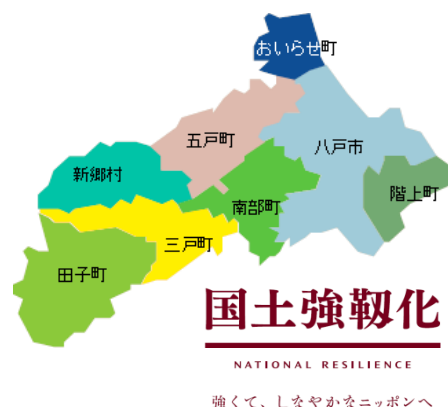 おいらせ町
五戸町
八戸市
新郷村
階上町
南部町
三戸町
田子町
国土強靱化
NATIONAL RESILIENCE
強くて、しなやかなニッポンへ